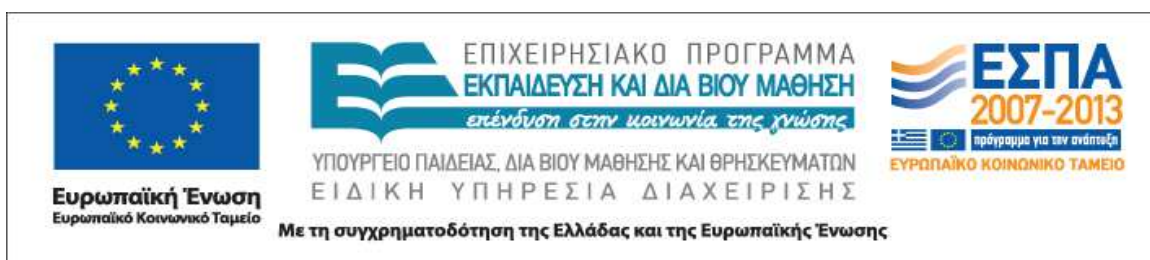 Ευρωπαϊκή Ένωση
Ευρωπαϊκό Κοινωνικό Ταμείο
ΕΠΙΧΕΙΡΗΣΙΑΚΟ ΠΡΟΓΡΑΜΜΑ
ΕΚΠΑΙΔΕΥΣΗ ΚΑΙ ΔΙΑ ΒΙΟΥ ΜΑΘΗΣΗ
επένδυση στην κοινωνία της γνώσης
ΥΠΟΥΡΓΕΙΟ ΠΑΙΔΕΙΑΣ, ΔΙΑ ΒΙΟΥ ΜΑΘΗΣΗΣ ΚΑΙ ΘΡΗΣΚΕΥΜΑΤΩΝ
ΕΙΔΙΚΗ ΥΠΗΡΕΣΙΑ ΔΙΑΧΕΙΡΙΣΗΣ
Με τη συγχρηματοδότηση της Ελλάδας και της Ευρωπαϊκής Ένωσης
ΕΣΠΑ
2007-2013
πρόγραμμα για την ανάπτυξη
ΕΥΡΩΠΑΪΚΟ ΚΟΙΝΩΝΙΚΟ ΤΑΜΕΙΟ